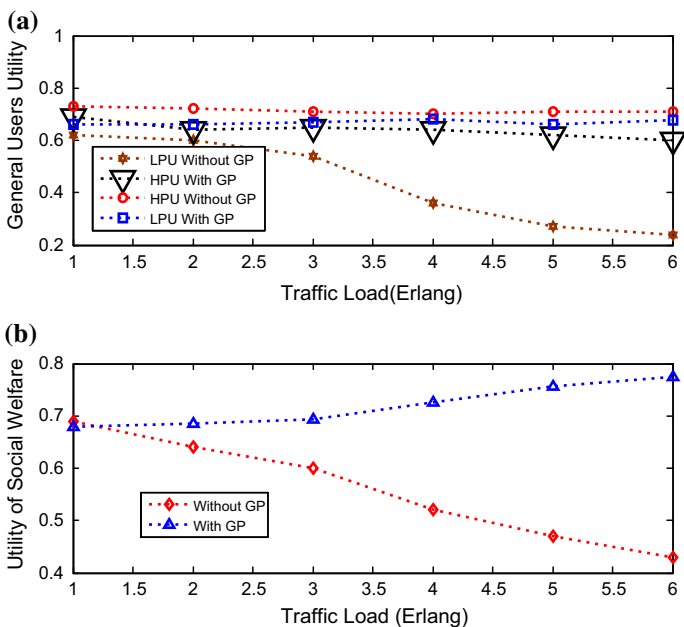 (a)
General Users Utility
1
0.8
0.6
0.4
0.2
LPU Without GP
HPU With GP
HPU Without GP
LPU With GP
1 1.5 2 2.5 3 3.5 4 4.5 5 5.5 6
Traffic Load(Erlang)
(b)
Utility of Social Welfare
0.8
0.7
0.6
0.5
0.4
Without GP
With GP
1 1.5 2 2.5 3 3.5 4 4.5 5 5.5 6
Traffic Load (Erlang)